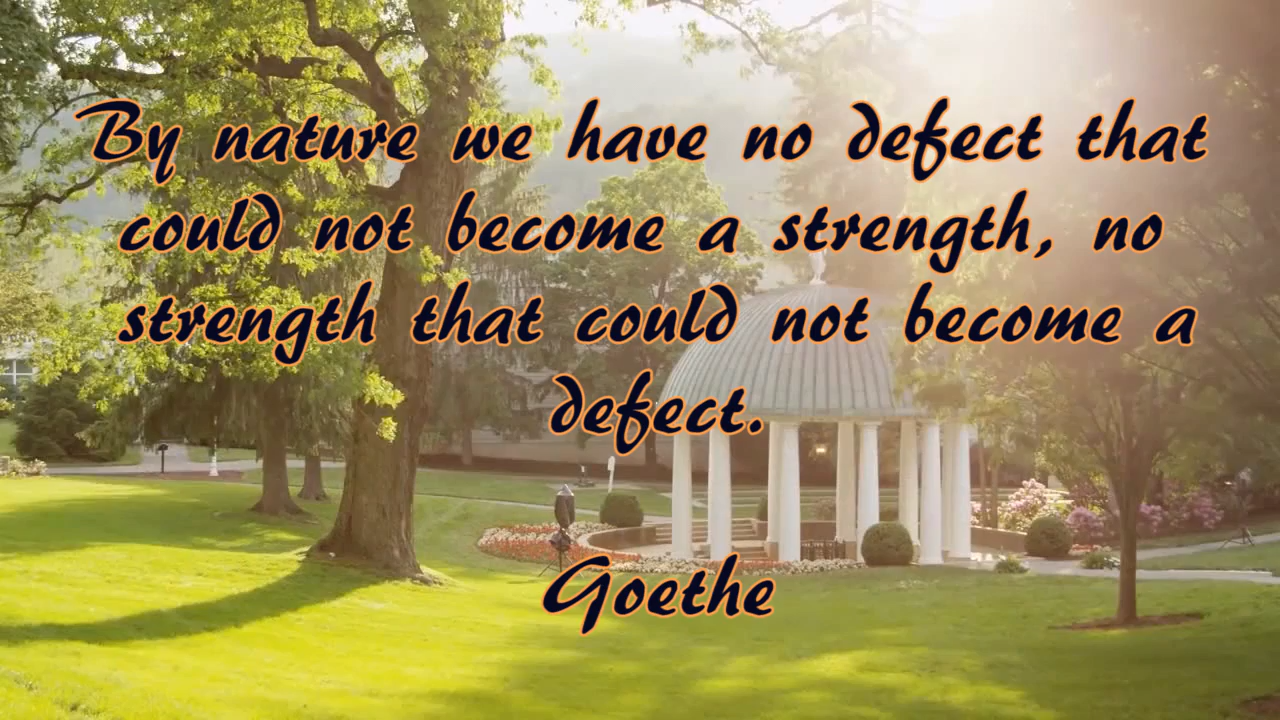 By nature we have no defect that
could not become a strength, no
strength that could not become a
defect.
Goethe